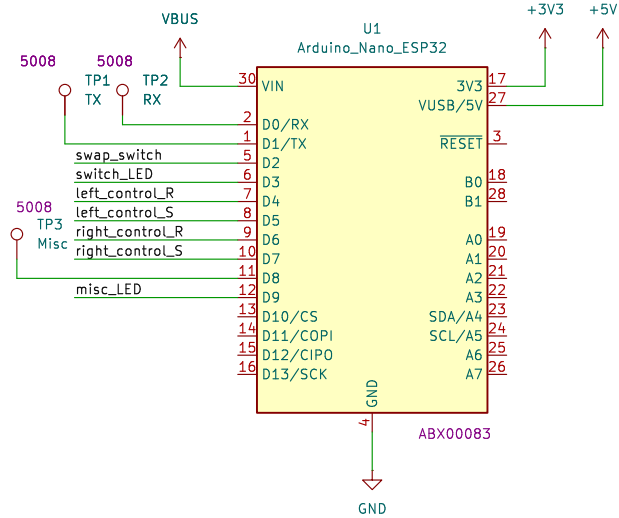 +3V3
+5V
VBUS
U1
Arduino_Nano_ESP32
5008
5008
TP1
TX
TP2
RX
30
VIN
3V3
17
VUSB/5V
27
2
D0/RX
1
D1/TX
RESET
3
swap_switch
5
D2
switch_LED
6
D3
B0
18
left_control_R
7
D4
B1
28
left_control_S
8
D5
5008
TP3
Misc
right_control_R
9
D6
A0
19
right_control_S
10
D7
A1
20
11
D8
A2
21
misc_LED
12
D9
A3
22
13
D10/CS
SDA/A4
23
14
D11/COPI
SCL/A5
24
15
D12/CIPO
A6
25
16
D13/SCK
A7
26
GND
4
ABX00083
GND